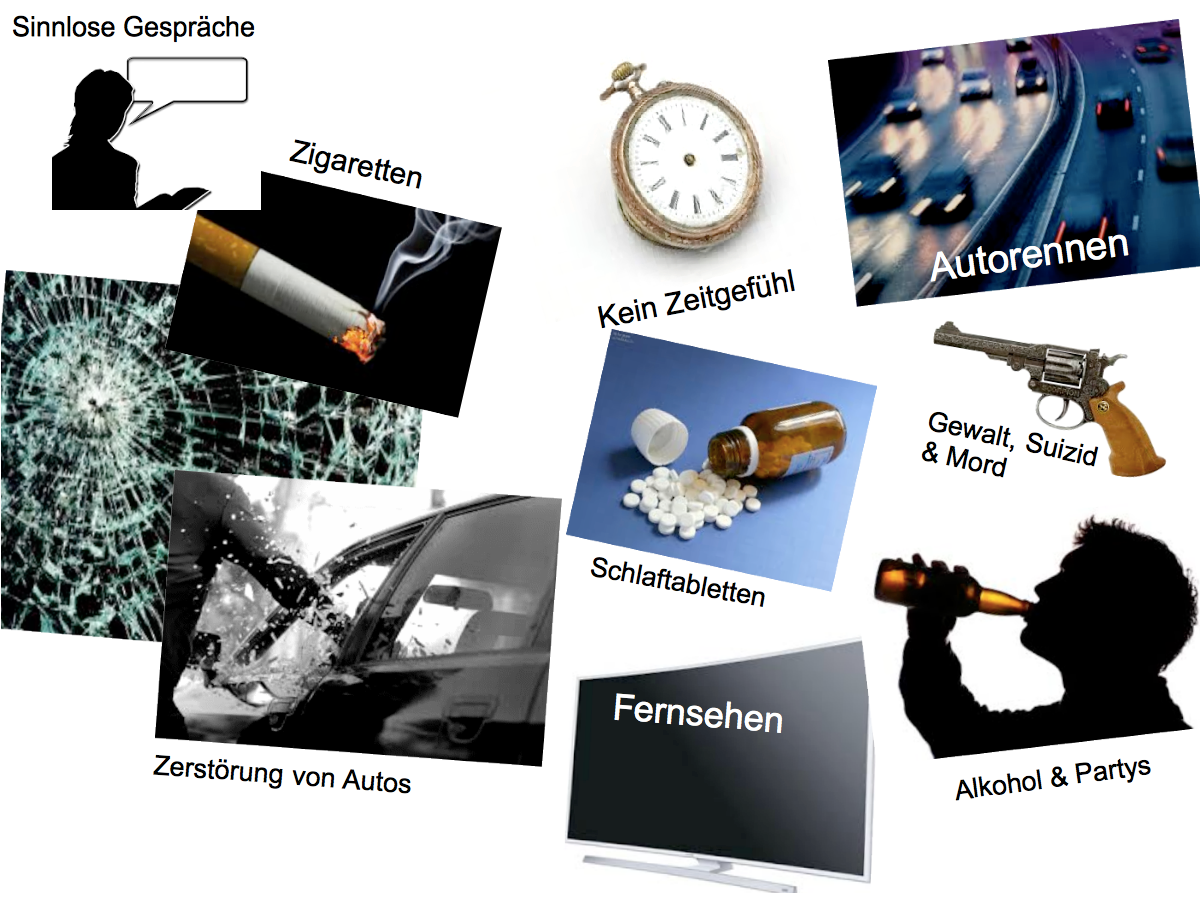 Sinnlose Gespräche
Zigaretten
Kein Zeitgefühl
Autorennen
Gewalt, Suizid
& Mord
Schlaftabletten
Fernsehen
Zerstörung von Autos
Alkohol & Partys